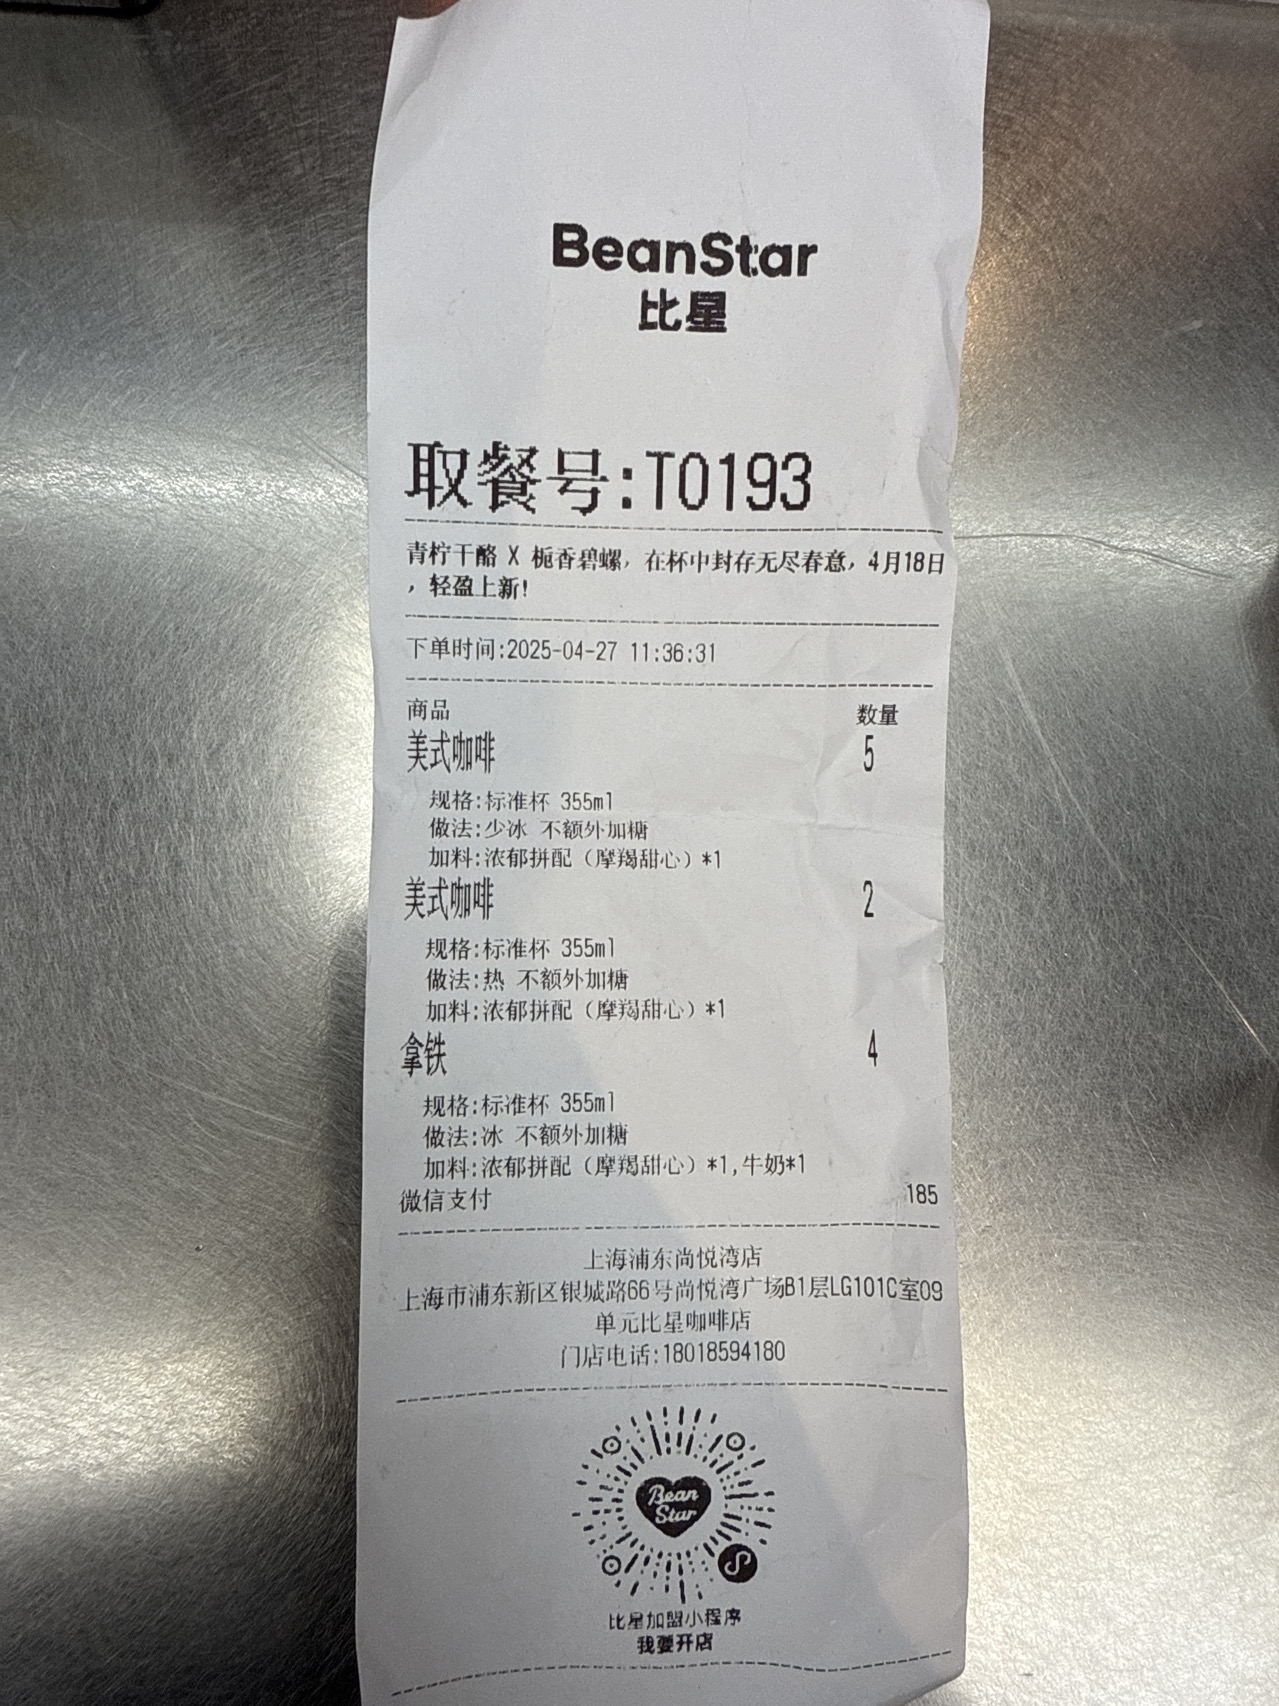 BeanStar
比星
取餐号:T0193
青柠干酪 X 栀香碧螺，在杯中封存无尽春意，4月18日
，轻盈上新!
下单时间:2025-04-27 11:36:31
商品 数量
美式咖啡 5
规格:标准杯 355ml
做法:少冰 不额外加糖
加料:浓郁拼配（摩羯甜心）*1
美式咖啡 2
规格:标准杯 355ml
做法:热 不额外加糖
加料:浓郁拼配（摩羯甜心）*1
拿铁 4
规格:标准杯 355ml
做法:冰 不额外加糖
加料:浓郁拼配（摩羯甜心）*1,牛奶*1
微信支付 185
上海浦东尚悦湾店
上海市浦东新区银城路66号尚悦湾广场B1层LG101C室09
单元比星咖啡店
门店电话:18018594180
Bean
Star
比星加盟小程序
我要开店